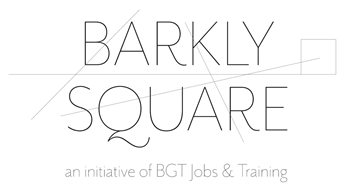 BARKLY
SQUARE
an initiative of BGT Jobs & Training